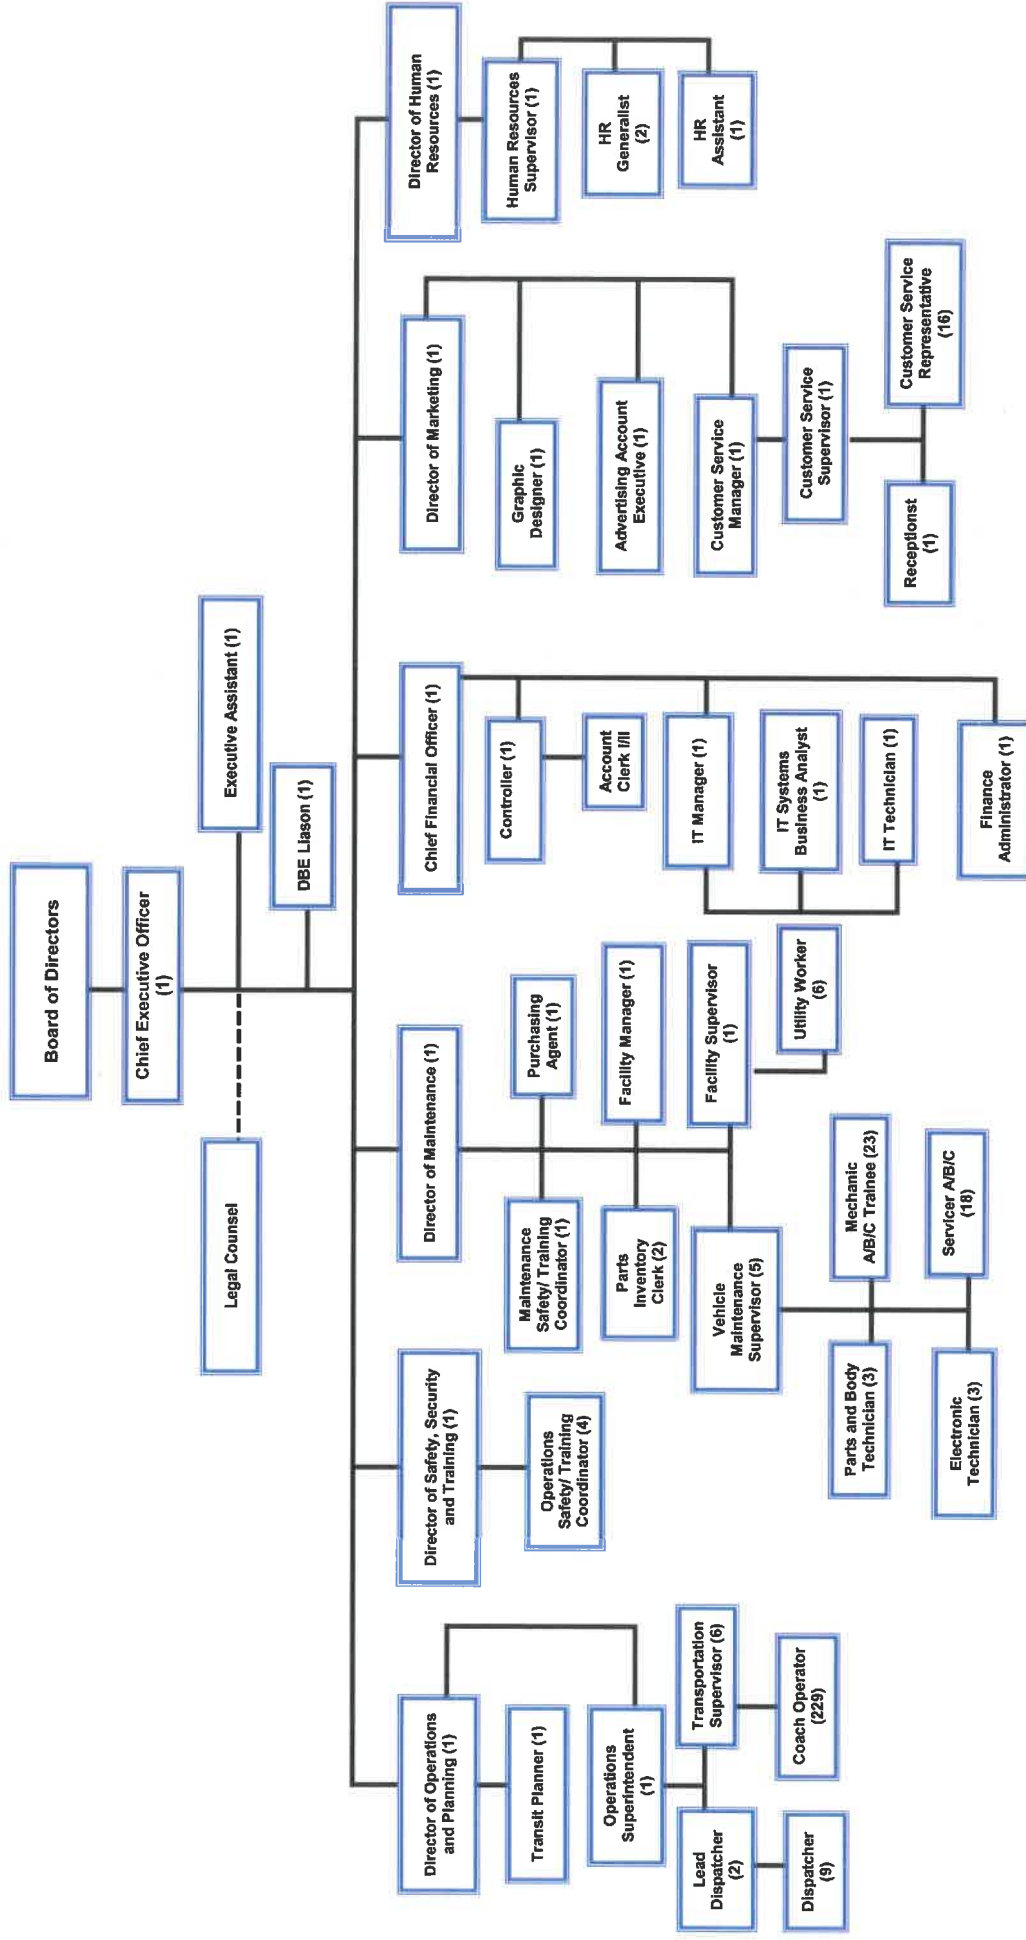 Board of Directors
Chief Executive Officer
(1)
Legal Counsel
Executive Assistant (1)
DBE Liason (1)
Director of Operations
and Planning (1)
Transit Planner (1)
Operations
Superintendent
(1)
Lead
Dispatcher
(2)
Transportation
Supervisor (6)
Dispatcher
(9)
Coach Operator
(229)
Director of Safety, Security
and Training (1)
Operations
Safety/ Training
Coordinator (4)
Director of Maintenance (1)
Maintenance
Safety/ Training
Coordinator (1)
Purchasing
Agent (1)
Parts
Inventory
Clerk (2)
Facility Manager (1)
Vehicle
Maintenance
Supervisor (5)
Facility Supervisor
(1)
Utility Worker
(6)
Parts and Body
Technician (3)
Mechanic
A/B/C Trainee (23)
Electronic
Technician (3)
Servicer A/B/C
(18)
Chief Financial Officer (1)
Controller (1)
Account
Clerk I/II
IT Manager (1)
IT Systems
Business Analyst
(1)
IT Technician (1)
Finance
Administrator (1)
Director of Marketing (1)
Graphic
Designer (1)
Advertising Account
Executive (1)
Customer Service
Manager (1)
Customer Service
Supervisor (1)
Receptionst
(1)
Customer Service
Representative
(16)
Director of Human
Resources (1)
Human Resources
Supervisor (1)
HR
Generalist
(2)
HR
Assistant
(1)